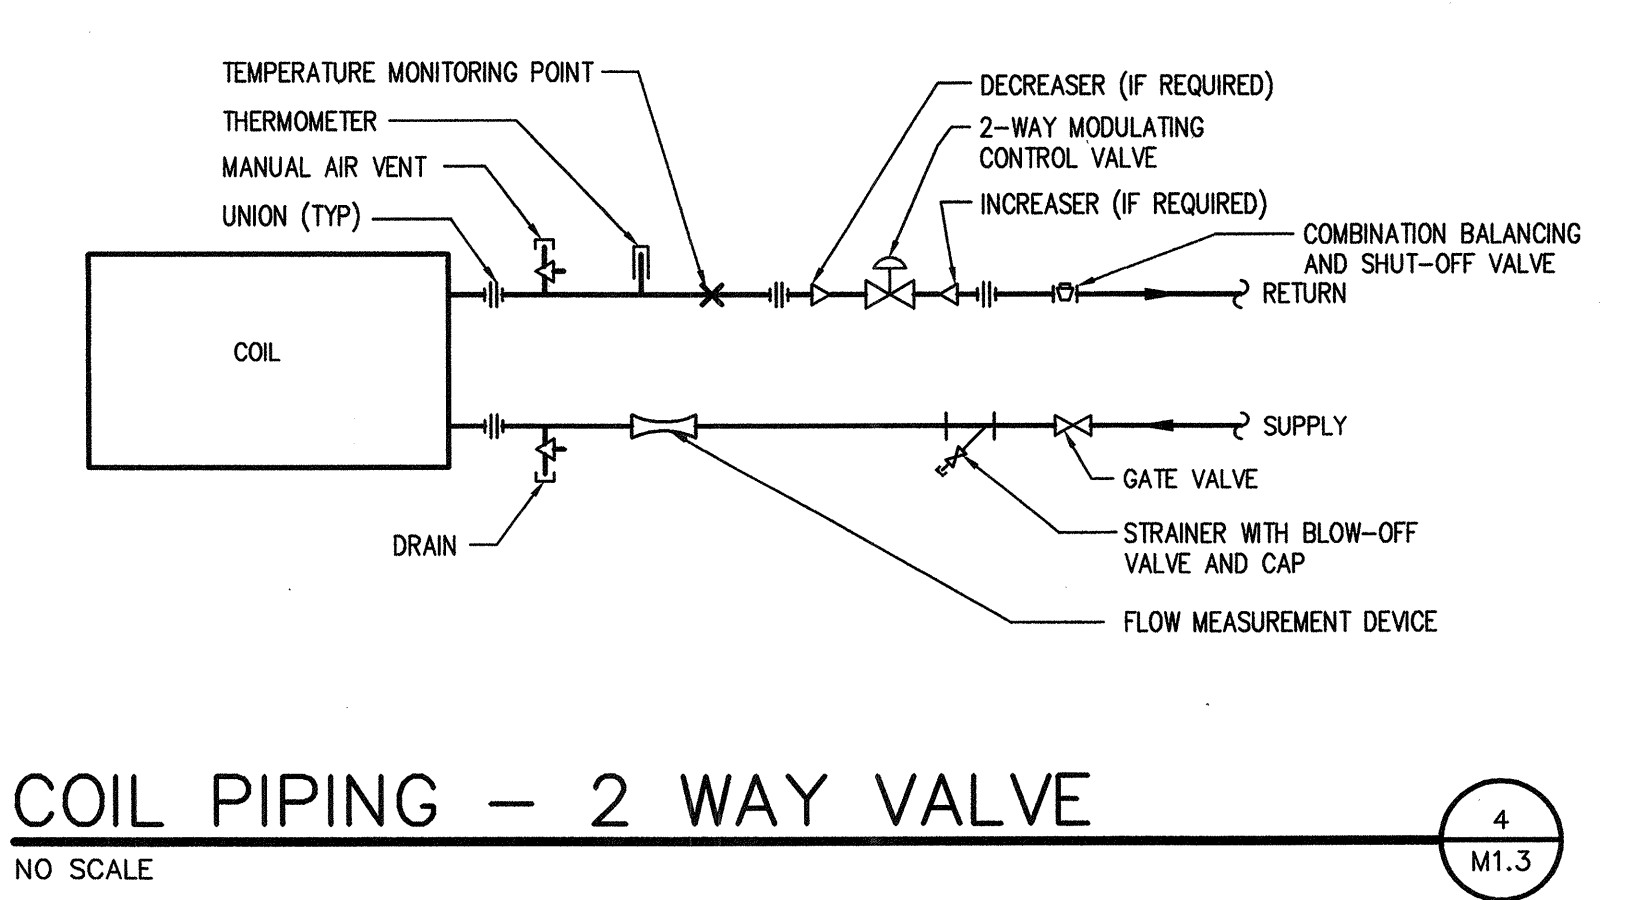 TEMPERATURE MONITORING POINT
THERMOMETER
MANUAL AIR VENT
UNION (TYP)
DECREASER (IF REQUIRED)
2-WAY MODULATING
CONTROL VALVE
INCREASER (IF REQUIRED)
COMBINATION BALANCING
AND SHUT-OFF VALVE
RETURN
COIL
SUPPLY
GATE VALVE
STRAINER WITH BLOW-OFF
VALVE AND CAP
DRAIN
FLOW MEASUREMENT DEVICE
COIL PIPING - 2 WAY VALVE
4
M1.3
NO SCALE